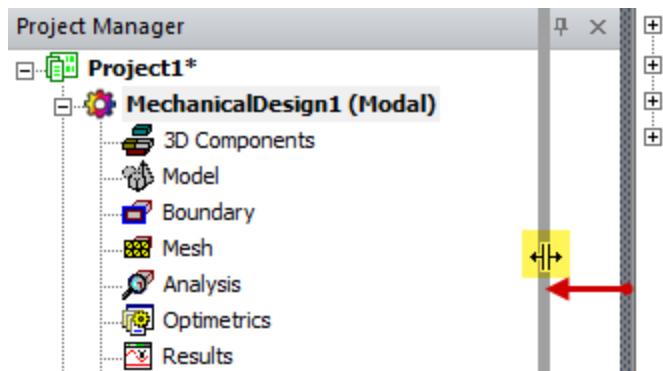 Project Manager
Project1*
MechanicalDesign1 (Modal)
3D Components
Model
Boundary
Mesh
Analysis
Optimetrics
Results